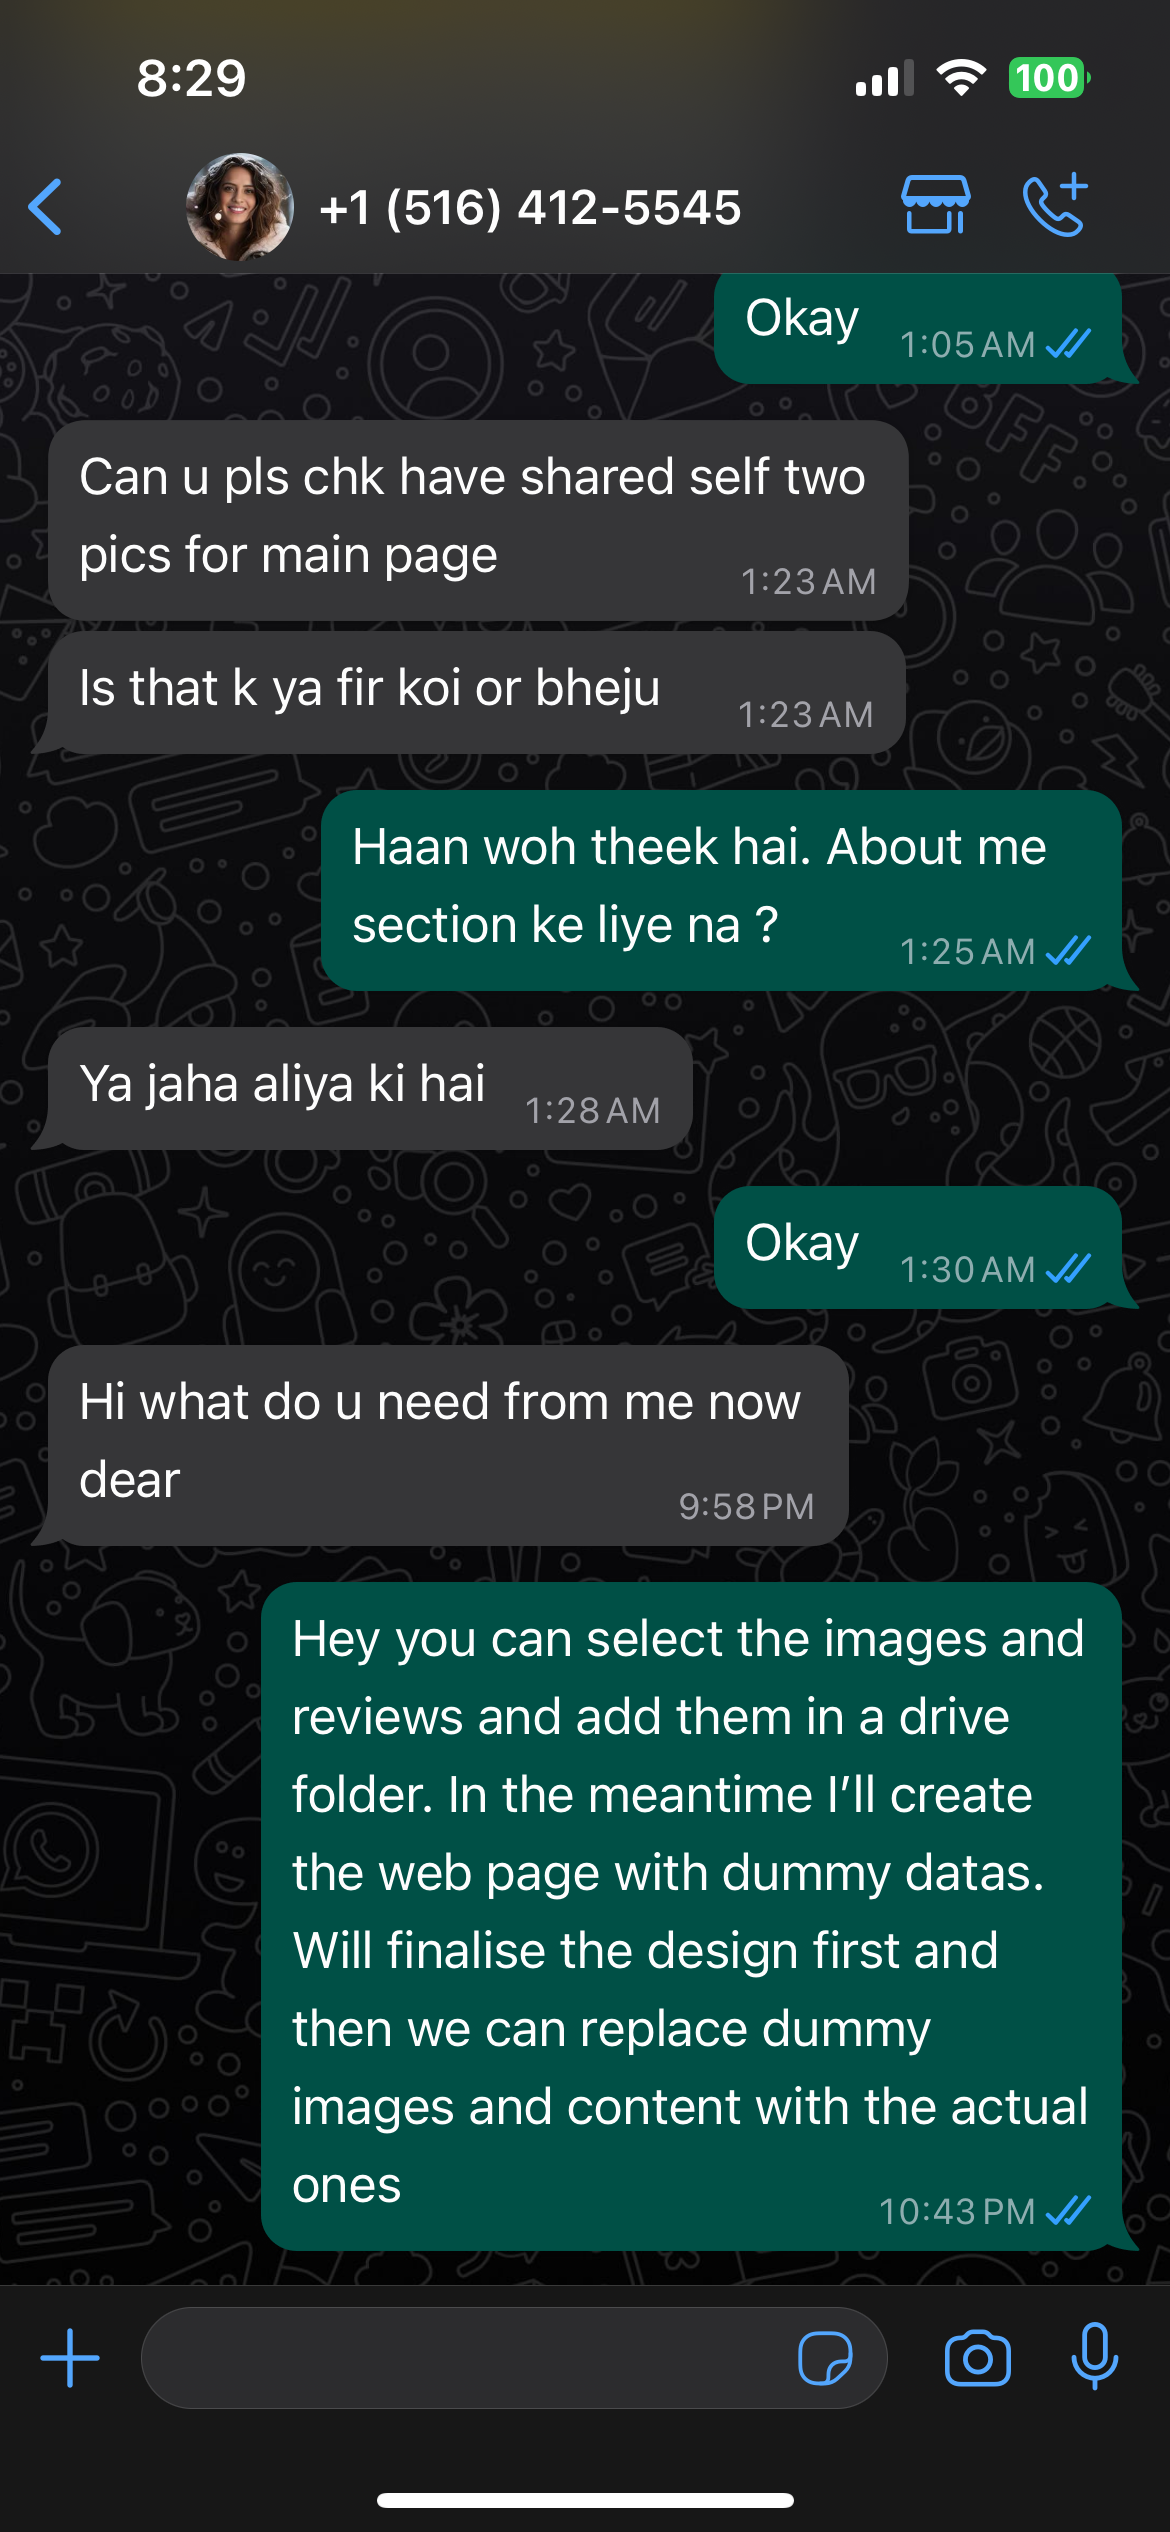 8:29
100
+1 (516) 412-5545
Okay
1:05 AM
Can u pls chk have shared self two
pics for main page
1:23 AM
Is that k ya fir koi or bheju
1:23 AM
Haan woh theek hai. About me
section ke liye na ?
1:25 AM
Ya jaha aliya ki hai
1:28 AM
Okay
1:30 AM
Hi what do u need from me now
dear
9:58 PM
Hey you can select the images and
reviews and add them in a drive
folder. In the meantime I’ll create
the web page with dummy datas.
Will finalise the design first and
then we can replace dummy
images and content with the actual
ones
10:43 PM